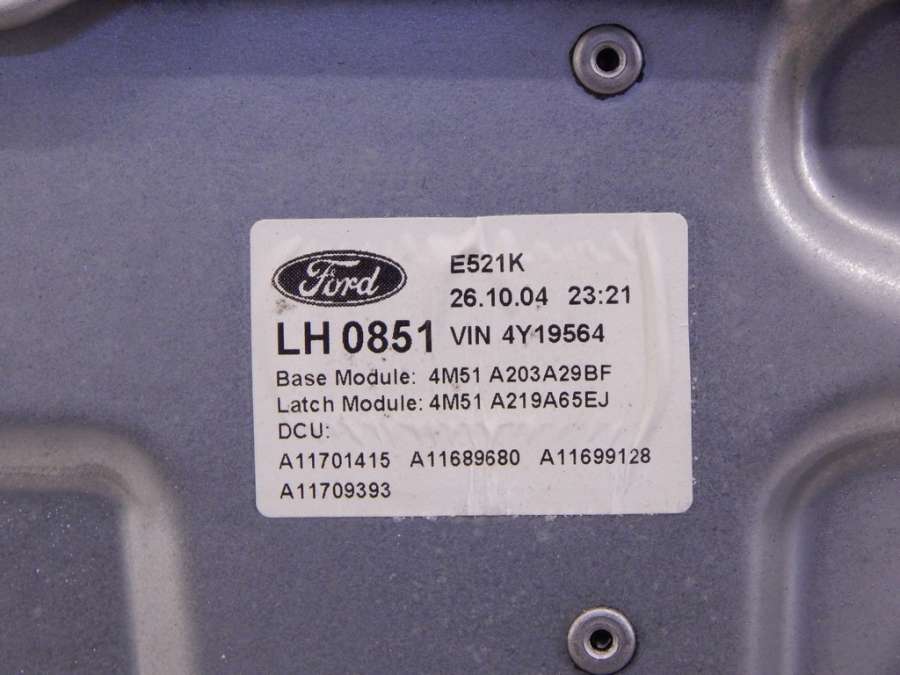 Ford
E521K
26.10.04 23:21
LH 0851 VIN 4Y19564
Base Module: 4M51 A203A29BF
Latch Module: 4M51 A219A65EJ
DCU:
A11701415 A11689680 A11699128
A11709393